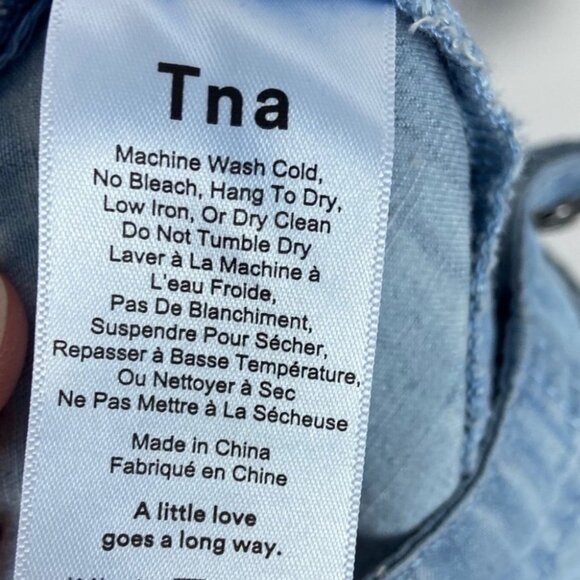 Tna
Machine Wash Cold,
No Bleach, Hang To Dry,
Low Iron, Or Dry Clean
Do Not Tumble Dry
Laver à La Machine à
L'eau Froide,
Pas De Blanchiment,
Suspendre Pour Sécher,
Repasser à Basse Température,
Ou Nettoyer à Sec
Ne Pas Mettre à La Sécheuse
Made in China
Fabriqué en Chine
A little love
goes a long way.